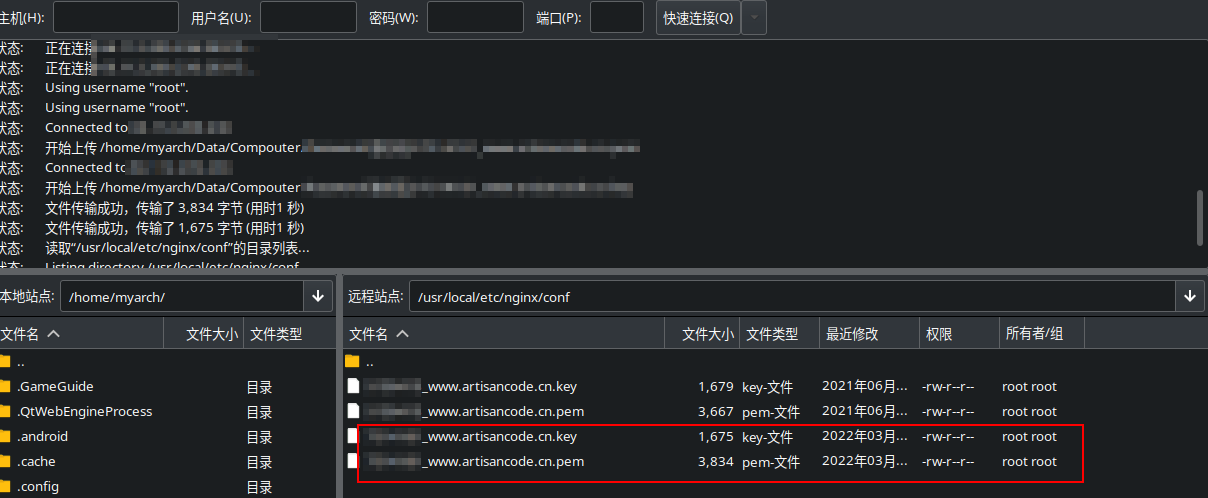 主机(H): 用户名(U): 密码(W): 端口(P): 快速连接(Q)
状态: 正在连接
状态: 正在连接
状态: Using username "root".
状态: Using username "root".
状态: Connected to
状态: 开始上传 /home/myarch/Data/Compouter
状态: Connected to
状态: 开始上传 /home/myarch/Data/Compouter
状态: 文件传输成功，传输了 3,834 字节 (用时1 秒)
状态: 文件传输成功，传输了 1,675 字节 (用时1 秒)
状态: 读取“/usr/local/etc/nginx/conf”的目录列表...
状态: Listing directory /usr/local/etc/nginx/conf
本地站点: /home/myarch/
文件名 文件大小 文件类型
..
.GameGuide 目录
.QtWebEngineProcess 目录
.android 目录
.cache 目录
.config 目录
远程站点: /usr/local/etc/nginx/conf
文件名 文件大小 文件类型 最近修改 权限 所有者/组
..
_www.artisancode.cn.key 1,679 key-文件 2021年06月... -rw-r--r-- root root
_www.artisancode.cn.pem 3,667 pem-文件 2021年06月... -rw-r--r-- root root
_www.artisancode.cn.key 1,675 key-文件 2022年03月... -rw-r--r-- root root
_www.artisancode.cn.pem 3,834 pem-文件 2022年03月... -rw-r--r-- root root